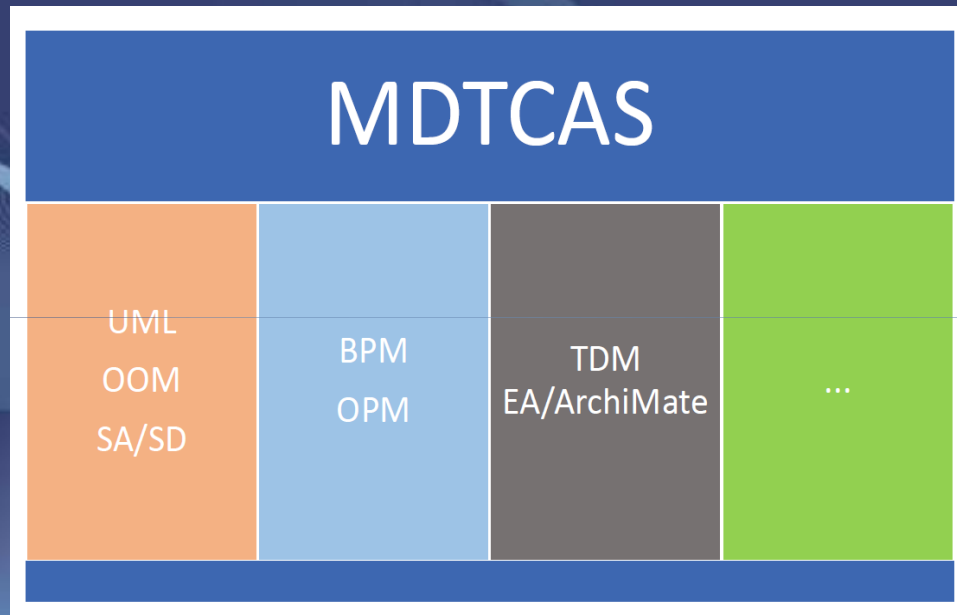 MDTCAS
UML
OOM
SA/SD
BPM
OPM
TDM
EA/ArchiMate
...